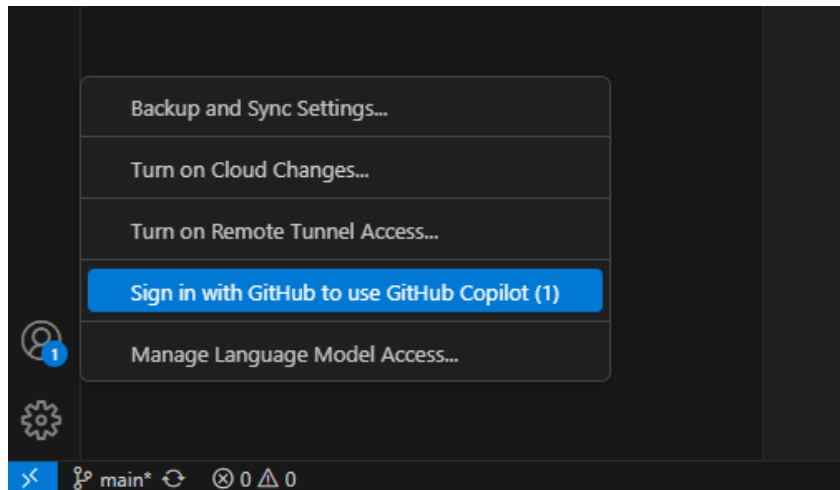 Backup and Sync Settings...
Turn on Cloud Changes...
Turn on Remote Tunnel Access...
Sign in with GitHub to use GitHub Copilot (1)
1
Manage Language Model Access...
main* 0 0